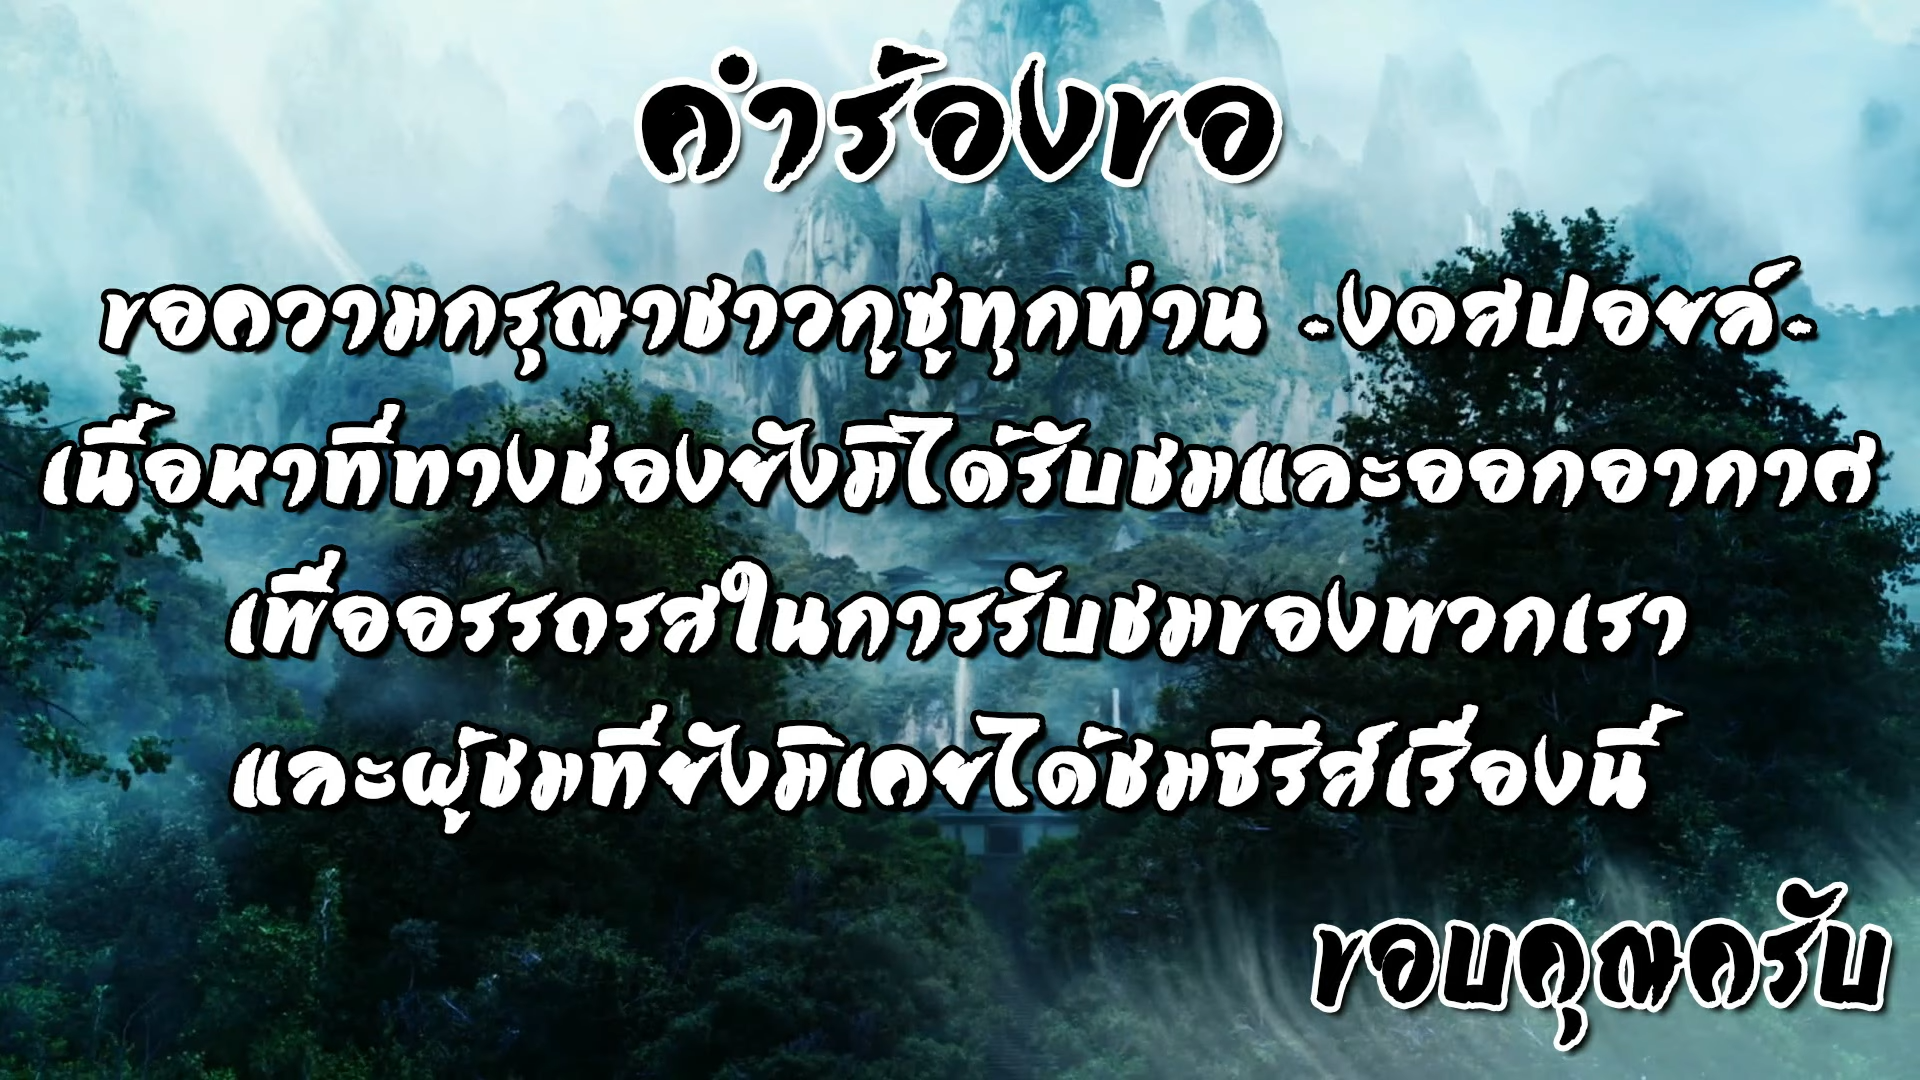 คำร้องขอ
ขอความกรุณาชาวกูซูทุกท่าน -งดสปอยล์-
เนื้อหาที่ทางช่องยังมิได้รับชมและออกอากาศ
เพื่ออรรถรสในการรับชมของพวกเรา
และผู้ชมที่ยังมิเคยได้ชมซีรีส์เรื่องนี้
ขอบคุณครับ